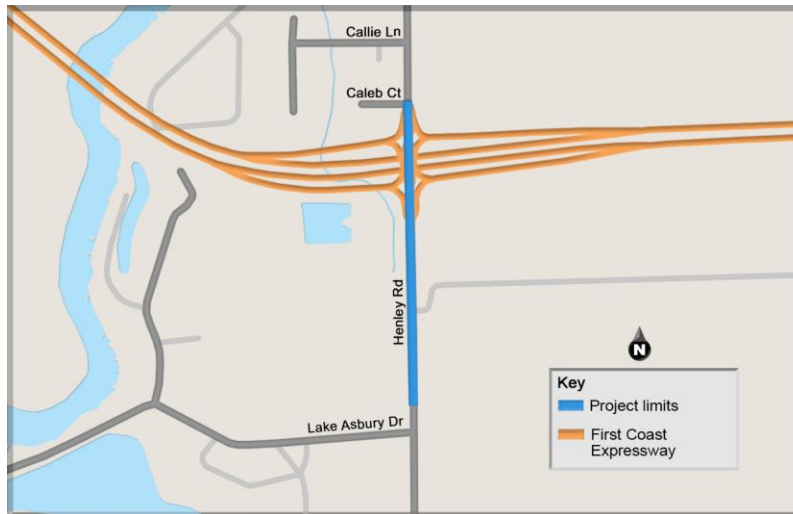 Callie Ln
Caleb Ct
Henley Rd
Lake Asbury Dr
N
Key
Project limits
First Coast
Expressway